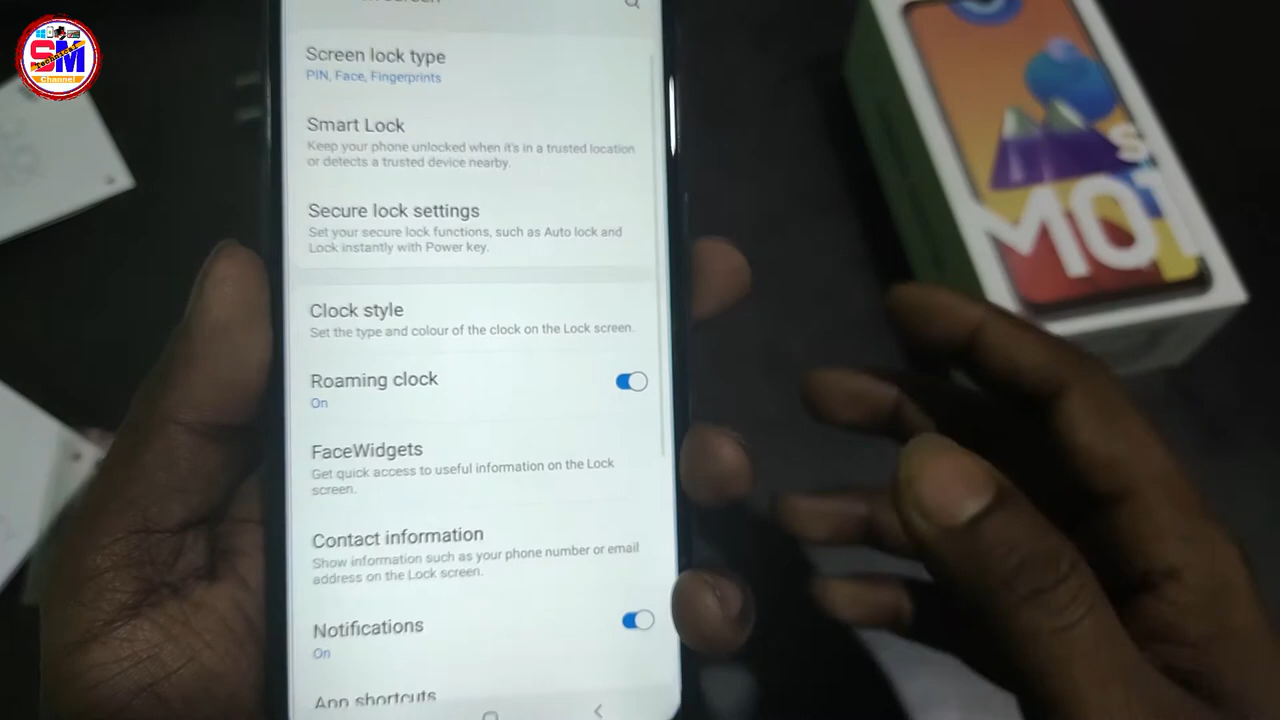 SM
Technical
Channel
Screen lock type
PIN, Face, Fingerprints
Smart Lock
Keep your phone unlocked when it's in a trusted location
or detects a trusted device nearby.
Secure lock settings
Set your secure lock functions, such as Auto lock and
Lock instantly with Power key.
Clock style
Set the type and colour of the clock on the Lock screen.
Roaming clock
On
FaceWidgets
Get quick access to useful information on the Lock
screen.
Contact information
Show information such as your phone number or email
address on the Lock screen.
Notifications
On
App shortcuts
M01